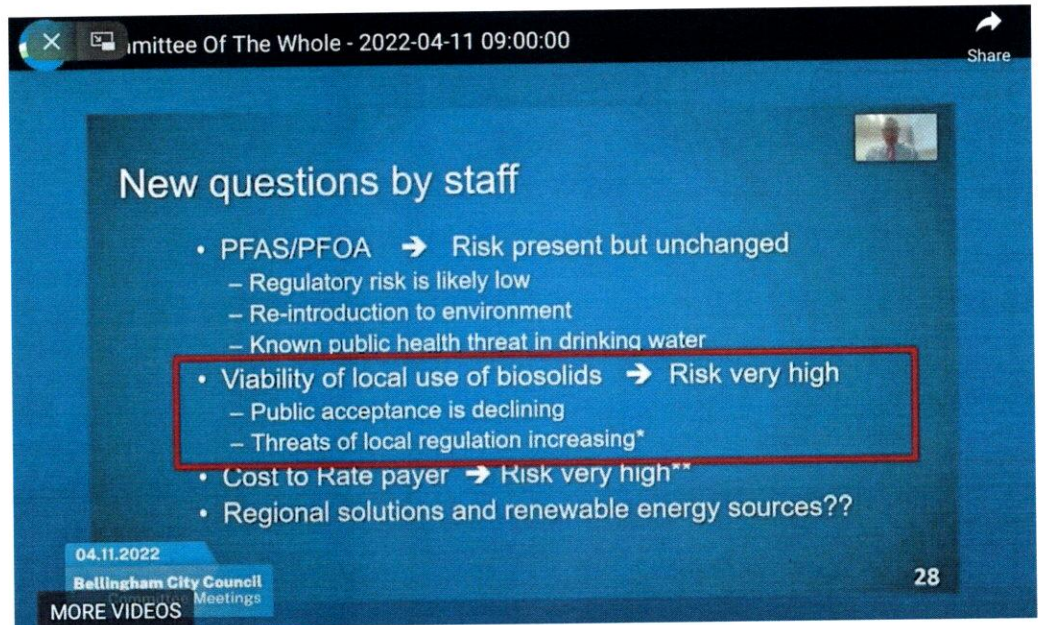 mmittee Of The Whole - 2022-04-11 09:00:00
Share
New questions by staff
• PFAS/PFOA ➔ Risk present but unchanged
– Regulatory risk is likely low
– Re-introduction to environment
– Known public health threat in drinking water
• Viability of local use of biosolids ➔ Risk very high
– Public acceptance is declining
– Threats of local regulation increasing*
• Cost to Rate payer ➔ Risk very high**
• Regional solutions and renewable energy sources??
04.11.2022
Bellingham City Council
Committee Meetings
28
MORE VIDEOS